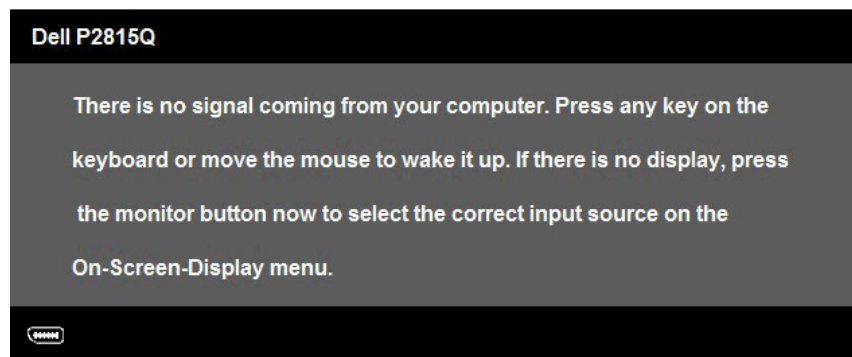 Dell P2815Q
There is no signal coming from your computer. Press any key on the
keyboard or move the mouse to wake it up. If there is no display, press
the monitor button now to select the correct input source on the
On-Screen-Display menu.